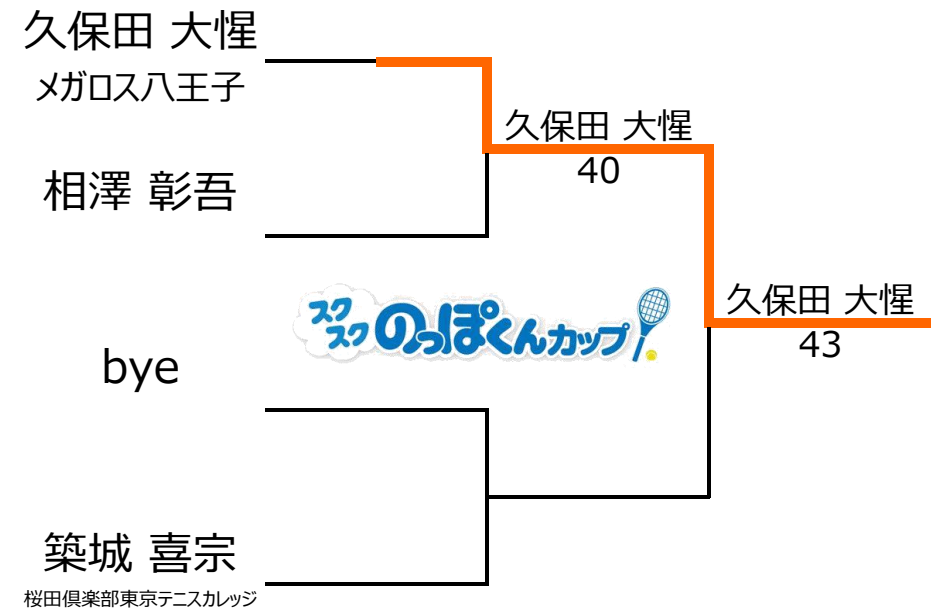 久保田 大惺
メガロス八王子
久保田 大惺
40
相澤 彰吾
久保田 大惺
43
スクスクのっぽくんカップ
bye
築城 喜宗
桜田倶楽部東京テニスカレッジ